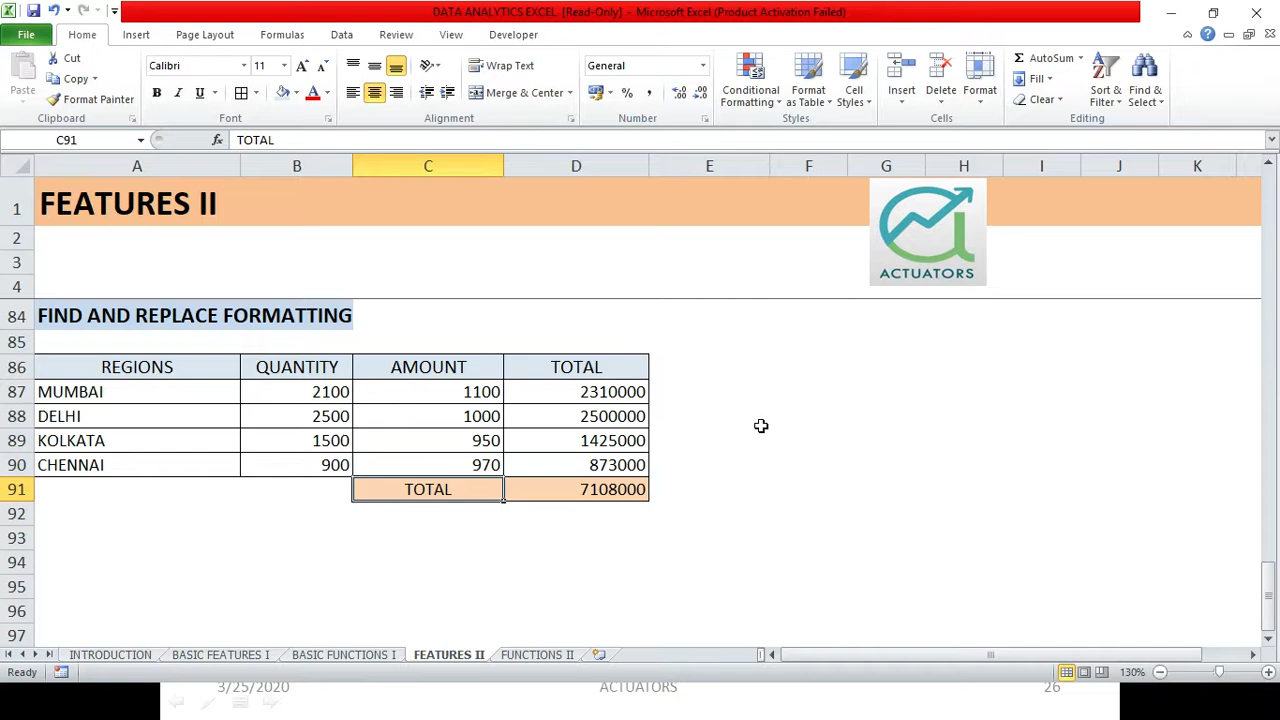 DATA ANALYTICS EXCEL [Read-Only] - Microsoft Excel (Product Activation Failed)
File Home Insert Page Layout Formulas Data Review View Developer
Paste Cut Copy Format Painter Clipboard
Calibri 11 B I U A Font
Wrap Text Merge & Center Alignment
General % , Number
Conditional Formatting Format as Table Cell Styles Styles
Insert Delete Format Cells
Σ AutoSum Fill Clear Sort & Filter Find & Select Editing
C91 fx TOTAL
A B C D E F G H I J K
1 FEATURES II
ACTUATORS
2
3
4
84 FIND AND REPLACE FORMATTING
85
86 REGIONS QUANTITY AMOUNT TOTAL
87 MUMBAI 2100 1100 2310000
88 DELHI 2500 1000 2500000
89 KOLKATA 1500 950 1425000
90 CHENNAI 900 970 873000
91 TOTAL 7108000
92
93
94
95
96
97
INTRODUCTION BASIC FEATURES I BASIC FUNCTIONS I FEATURES II FUNCTIONS II
Ready 130%
3/25/2020 ACTUATORS 26